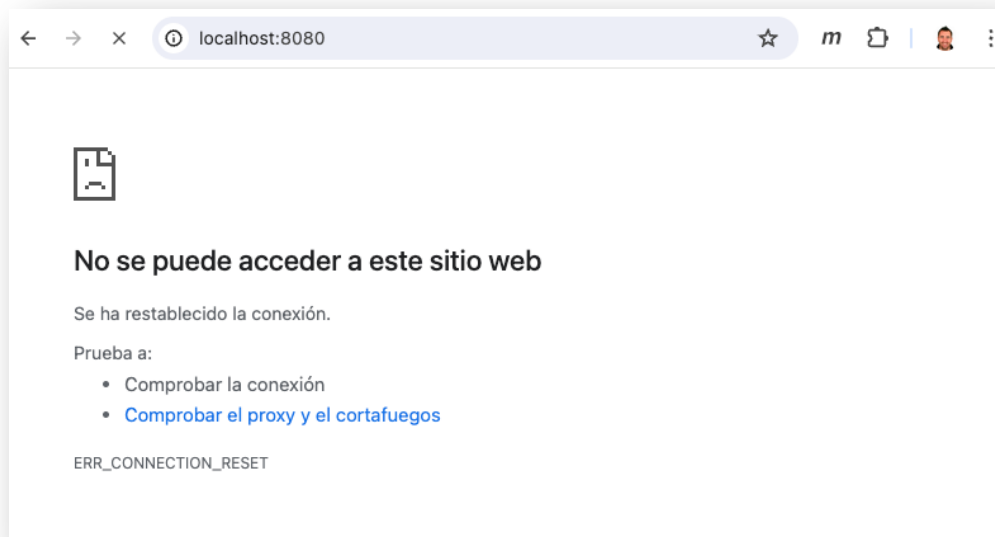 localhost:8080
m
No se puede acceder a este sitio web
Se ha restablecido la conexión.
Prueba a:
• Comprobar la conexión
• Comprobar el proxy y el cortafuegos
ERR_CONNECTION_RESET